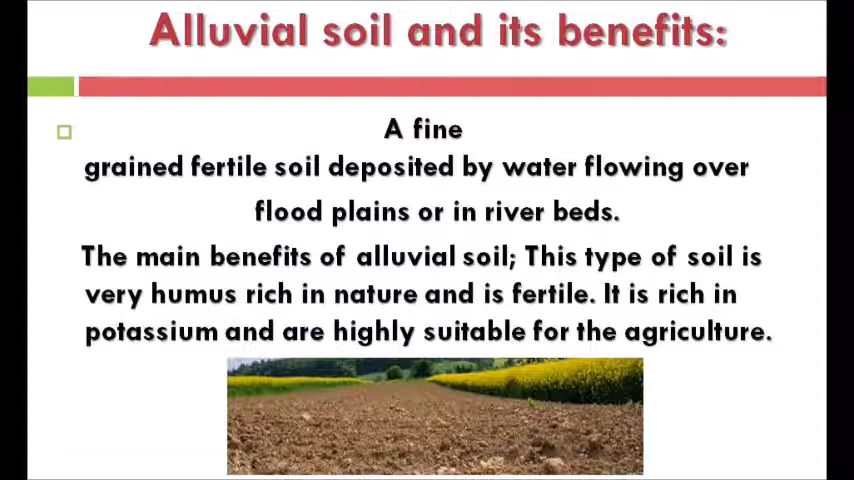 Alluvial soil and its benefits:
A fine
grained fertile soil deposited by water flowing over
flood plains or in river beds.
The main benefits of alluvial soil; This type of soil is
very humus rich in nature and is fertile. It is rich in
potassium and are highly suitable for the agriculture.